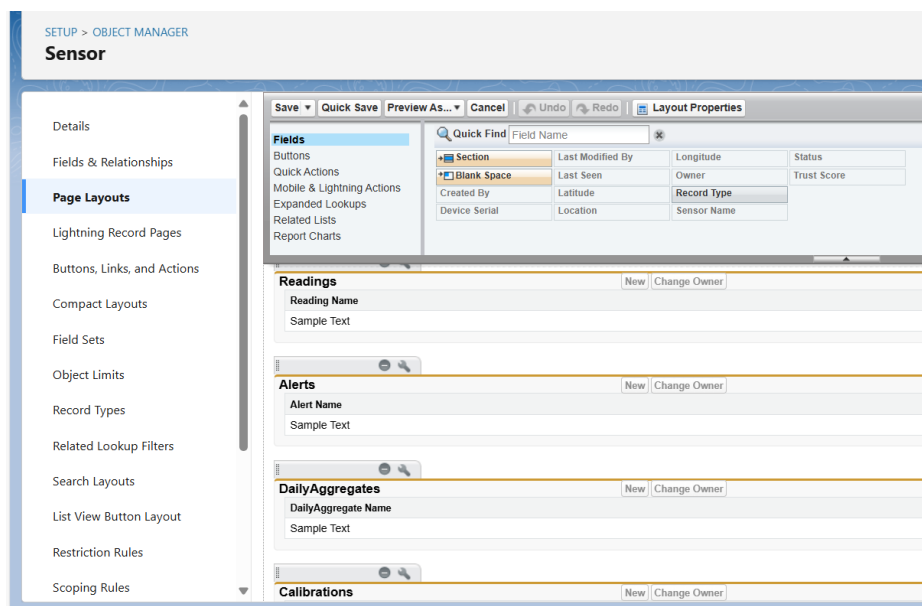 SETUP > OBJECT MANAGER
Sensor
Details
Fields & Relationships
Page Layouts
Lightning Record Pages
Buttons, Links, and Actions
Compact Layouts
Field Sets
Object Limits
Record Types
Related Lookup Filters
Search Layouts
List View Button Layout
Restriction Rules
Scoping Rules
Save Quick Save Preview As... Cancel Undo Redo Layout Properties
Fields
Buttons
Quick Actions
Mobile & Lightning Actions
Expanded Lookups
Related Lists
Report Charts
Quick Find Field Name
Section Last Modified By Longitude Status
Blank Space Last Seen Owner Trust Score
Created By Latitude Record Type
Device Serial Location Sensor Name
Readings New Change Owner
Reading Name
Sample Text
Alerts New Change Owner
Alert Name
Sample Text
DailyAggregates New Change Owner
DailyAggregate Name
Sample Text
Calibrations New Change Owner